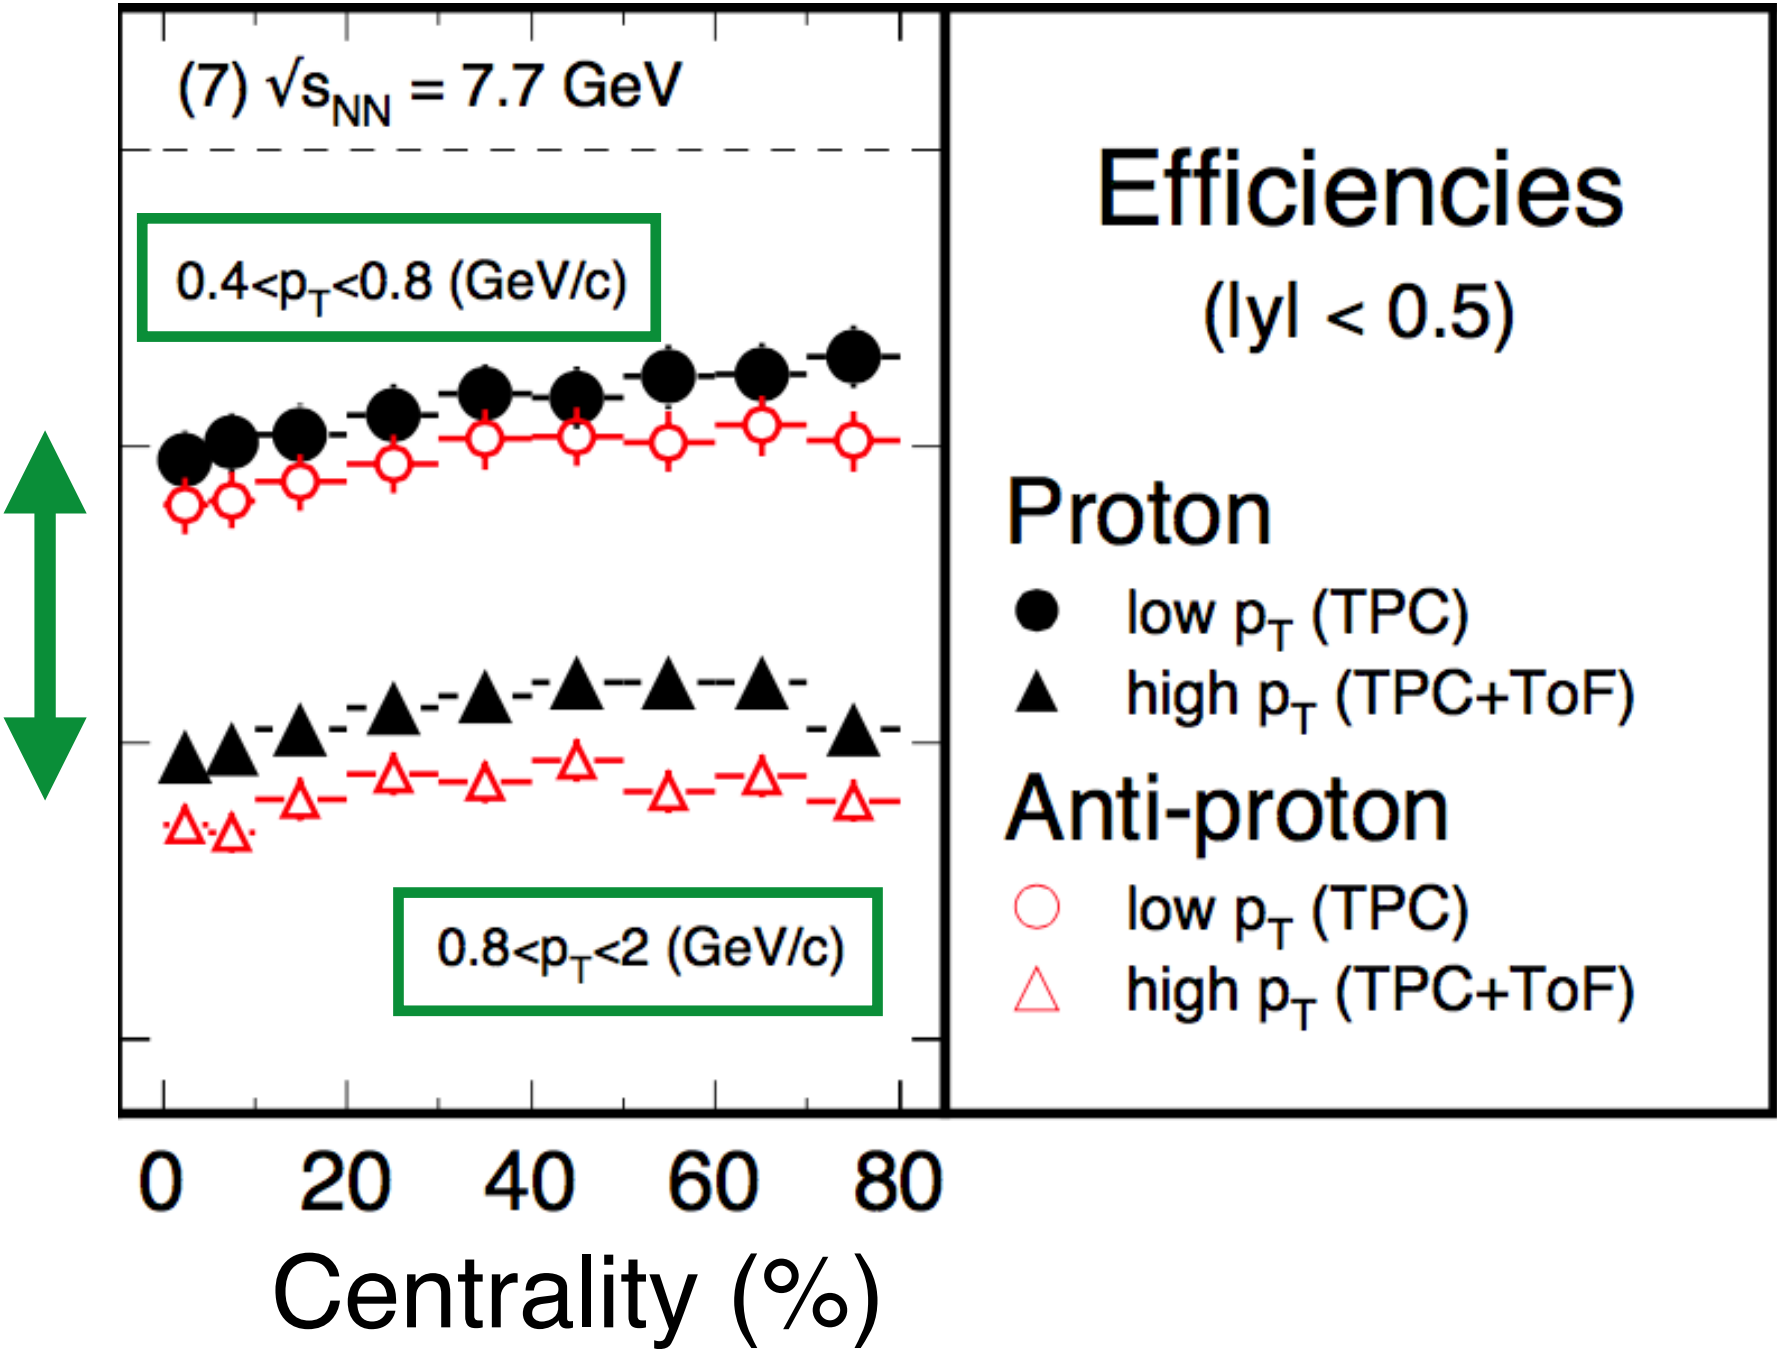 (7) √sNN = 7.7 GeV
0.4<pT<0.8 (GeV/c)
0.8<pT<2 (GeV/c)
0 20 40 60 80
Centrality (%)
Efficiencies
(|y| < 0.5)
Proton
low pT (TPC)
high pT (TPC+ToF)
Anti-proton
low pT (TPC)
high pT (TPC+ToF)